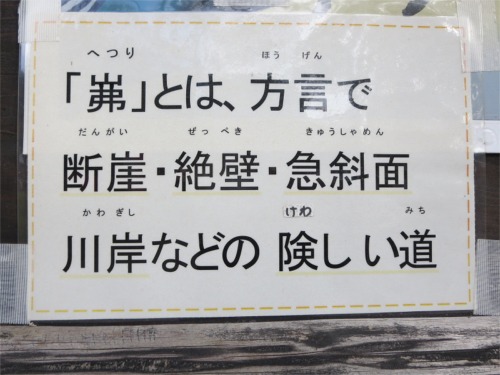 へつり ほう げん
「岪」とは、方言で
だんがい ぜっ ぺき きゅうしゃめん
断崖・絶壁・急斜面
かわぎし けわ みち
川岸などの 険しい道